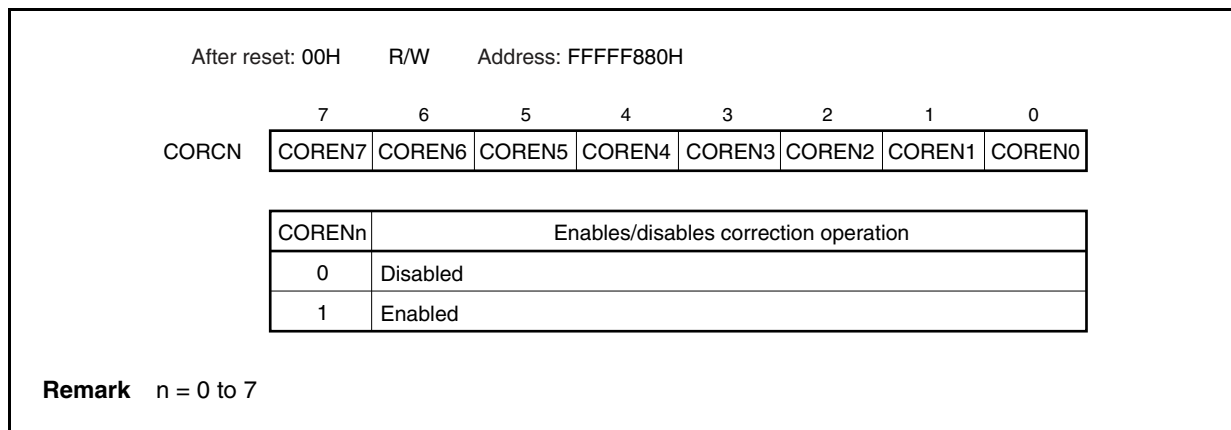 After reset: 00H R/W Address: FFFFF880H
7 6 5 4 3 2 1 0
CORCN COREN7 COREN6 COREN5 COREN4 COREN3 COREN2 COREN1 COREN0
CORENn Enables/disables correction operation
0 Disabled
1 Enabled
Remark n = 0 to 7